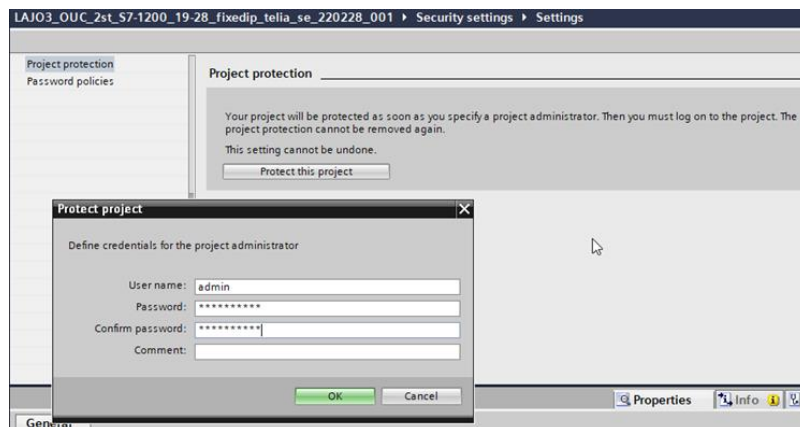 LAJO3_OUC_2st_S7-1200_19-28_fixedip_telia_se_220228_001 ▸ Security settings ▸ Settings
Project protection
Password policies
Project protection
Your project will be protected as soon as you specify a project administrator. Then you must log on to the project. The
project protection cannot be removed again.
This setting cannot be undone.
Protect this project
Protect project
Define credentials for the project administrator
User name: admin
Password: **********
Confirm password: **********
Comment:
OK Cancel
Properties Info
General